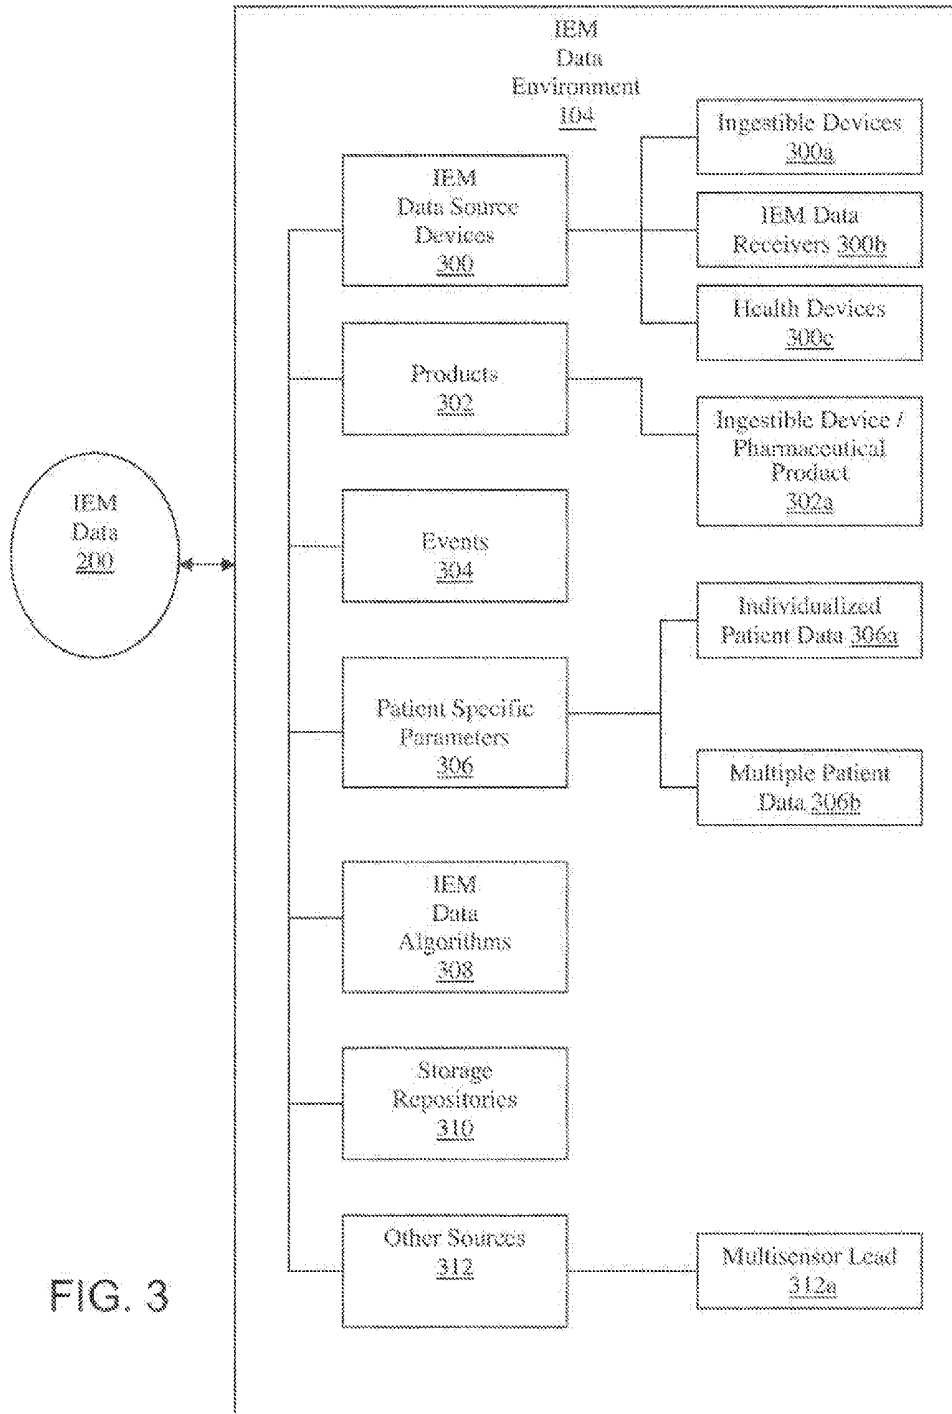 IEM
Data
Environment
104
IEM
Data Source
Devices
300
Ingestible Devices
300a
IEM Data
Receivers 300b
Health Devices
300c
Products
302
Ingestible Device /
Pharmaceutical
Product
302a
IEM
Data
200
Events
304
Patient Specific
Parameters
306
Individualized
Patient Data 306a
Multiple Patient
Data 306b
IEM
Data
Algorithms
308
Storage
Repositories
310
Other Sources
312
Multisensor Lead
312a
FIG. 3